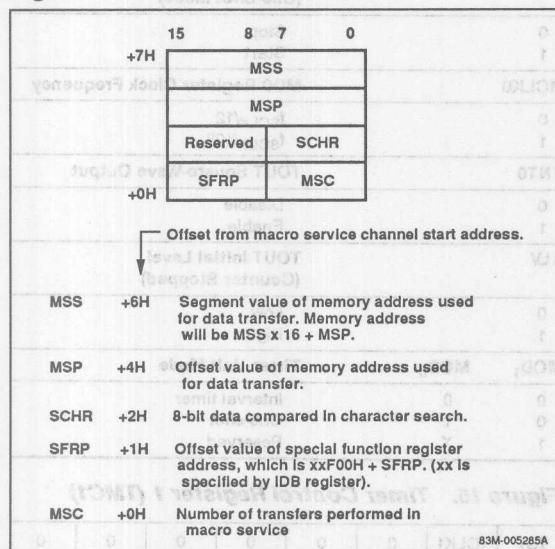 15 8 7 0
+7H
MSS
MSP
Reserved SCHR
SFRP MSC
+0H
Offset from macro service channel start address.
MSS +6H Segment value of memory address used
for data transfer. Memory address
will be MSS x 16 + MSP.
MSP +4H Offset value of memory address used
for data transfer.
SCHR +2H 8-bit data compared in character search.
SFRP +1H Offset value of special function register
address, which is xxF00H + SFRP. (xx is
specified by IDB register).
MSC +0H Number of transfers performed in
macro service
83M-005285A